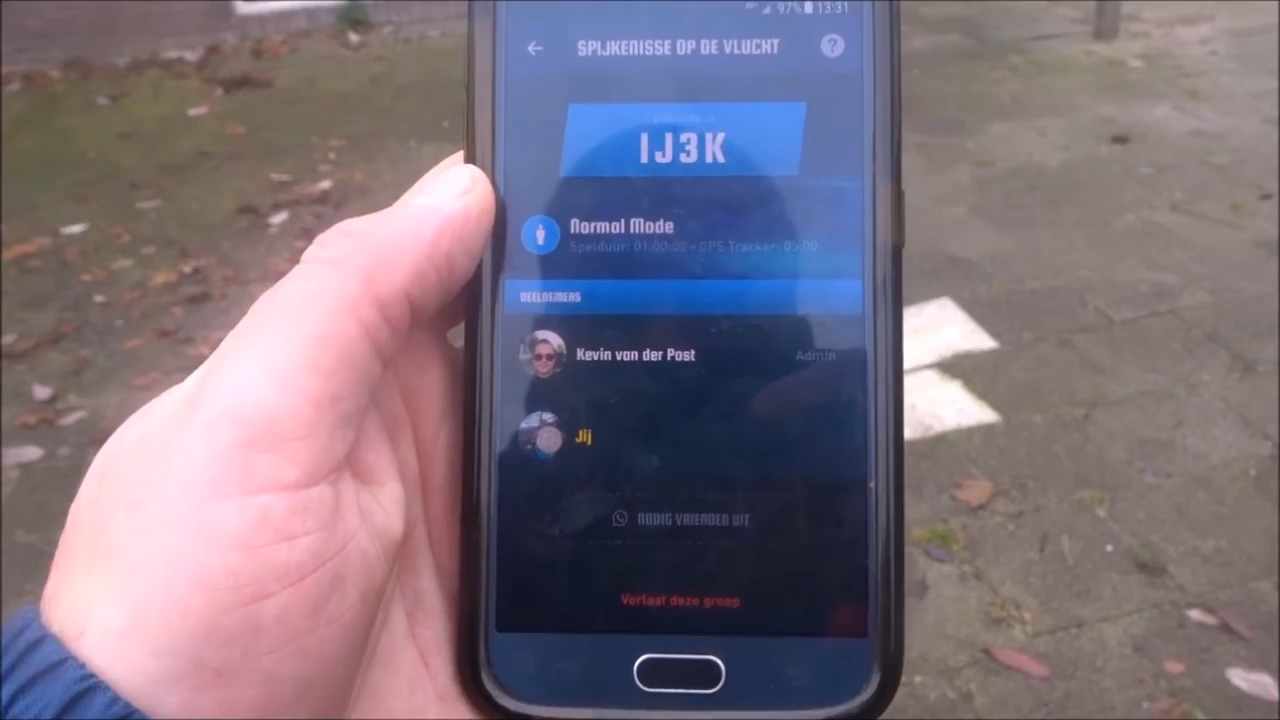 97% 13:31
SPIJKENISSE OP DE VLUCHT ?
IJ3K
Normal Mode
Speelduur: 01:00:00 • GPS Tracker: 05:00
DEELNEMERS
Kevin van der Post Admin
Jij
NODIG VRIENDEN UIT
Verlaat deze groep